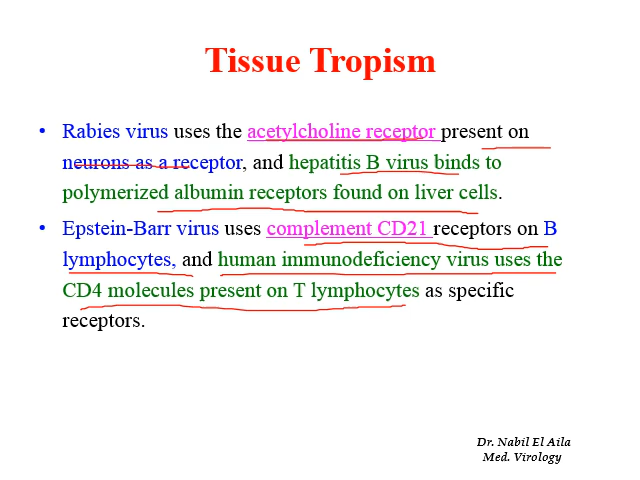 Tissue Tropism
• Rabies virus uses the acetylcholine receptor present on
neurons as a receptor, and hepatitis B virus binds to
polymerized albumin receptors found on liver cells.
• Epstein-Barr virus uses complement CD21 receptors on B
lymphocytes, and human immunodeficiency virus uses the
CD4 molecules present on T lymphocytes as specific
receptors.
Dr. Nabil El Aila
Med. Virology